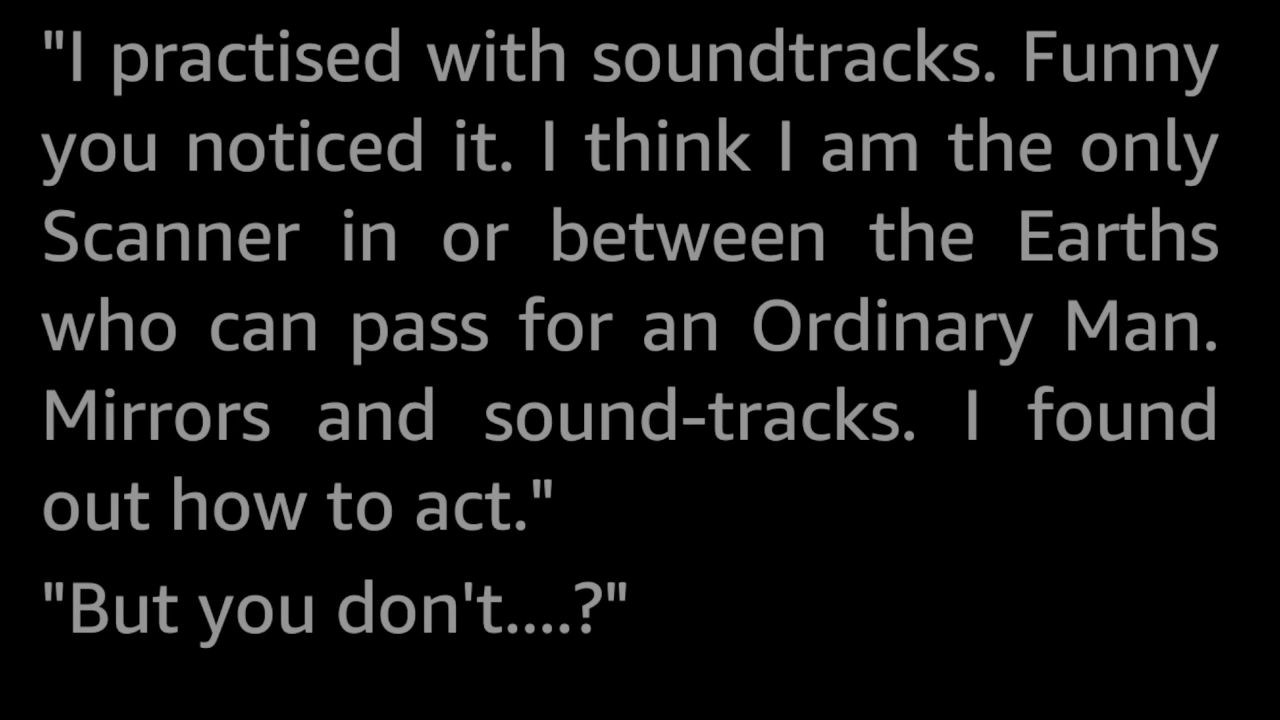 "I practised with soundtracks. Funny
you noticed it. I think I am the only
Scanner in or between the Earths
who can pass for an Ordinary Man.
Mirrors and sound-tracks. I found
out how to act."
"But you don't....?"